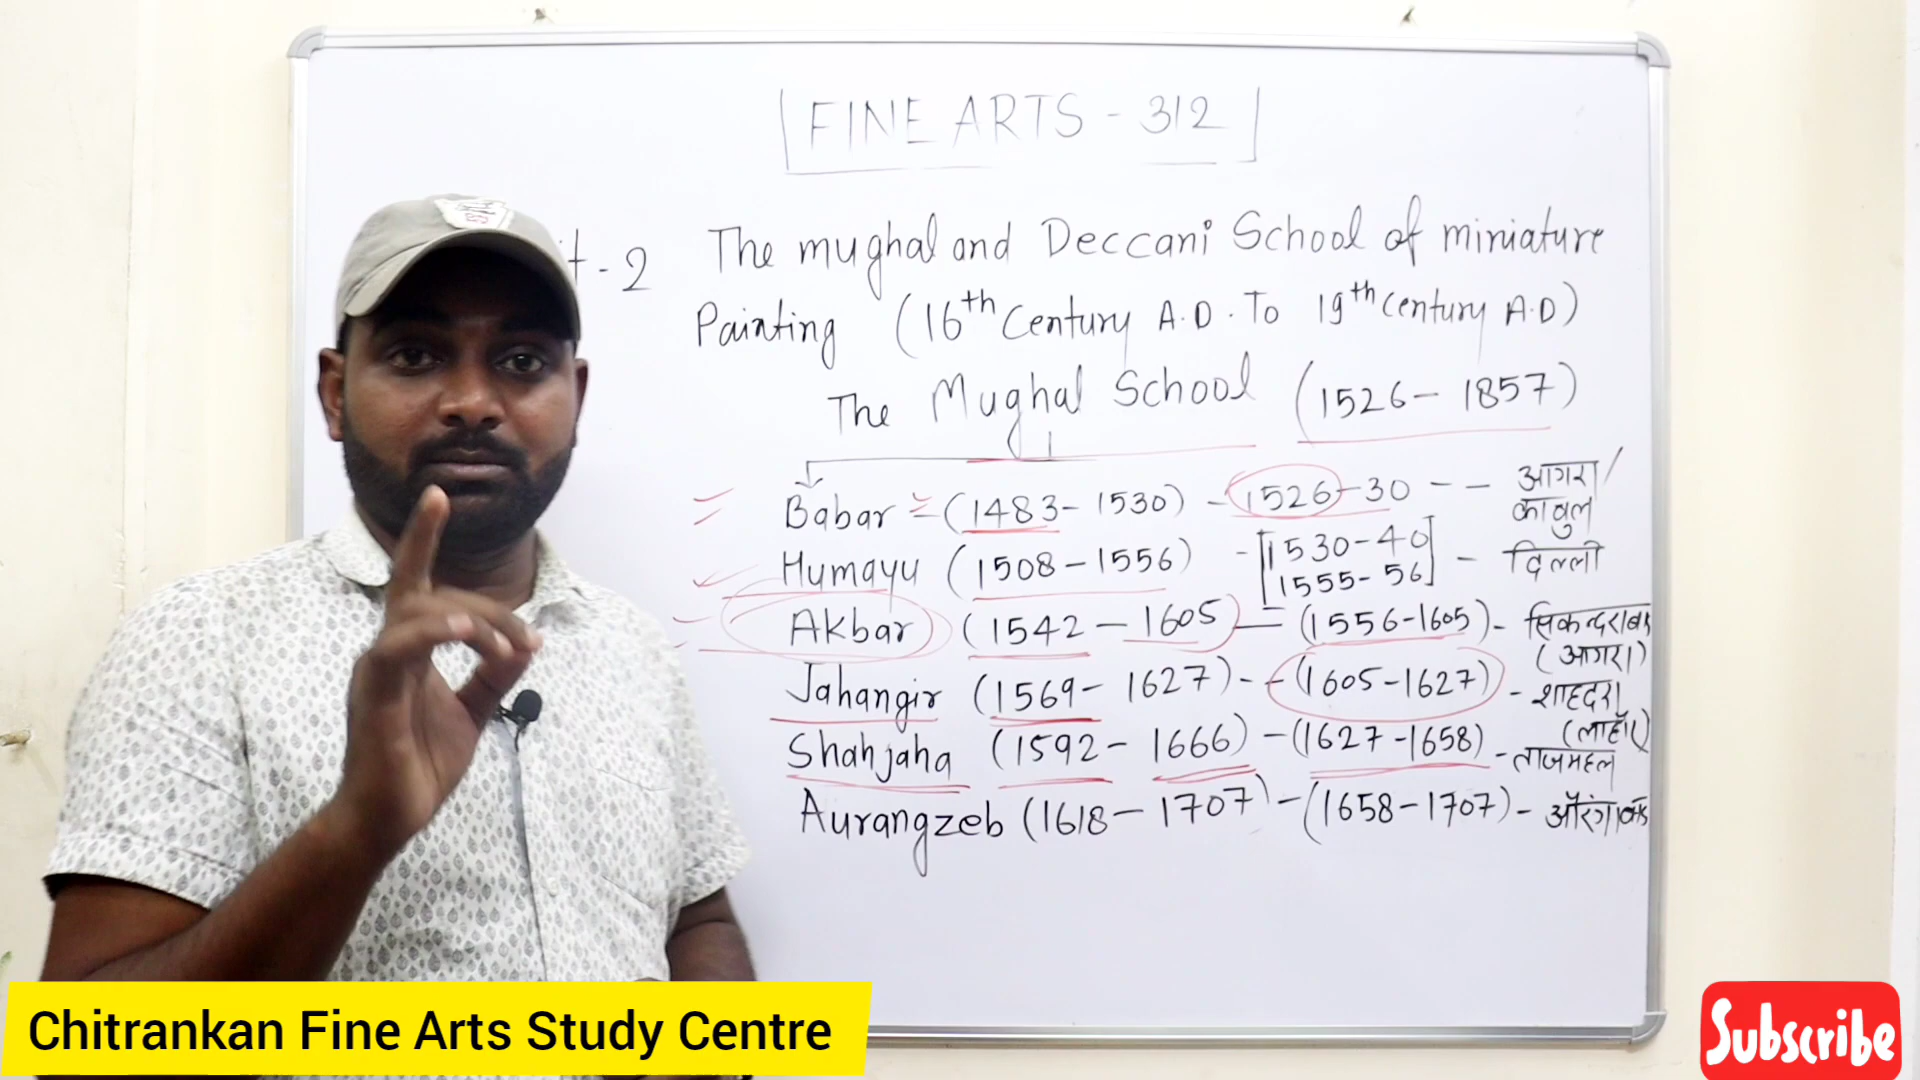 FINE ARTS - 312
- 2 The mughal and Deccani School of miniature
Painting (16th Century A.D. To 19th Century A.D)
The Mughal School (1526 - 1857)
Babar = (1483 - 1530) - 1526 - 30 - - आगरा/
काबुल
Humayu (1508 - 1556) - [1530 - 40
1555 - 56] - दिल्ली
Akbar (1542 - 1605) - (1556 - 1605) - सिकन्दराबाद
(आगरा)
Jahangir (1569 - 1627) - - (1605 - 1627) - शाहदरा
(लाहौर)
Shahjaha (1592 - 1666) - (1627 - 1658) - ताजमहल
Aurangzeb (1618 - 1707) - (1658 - 1707) -
Chitrankan Fine Arts Study Centre
Subscribe